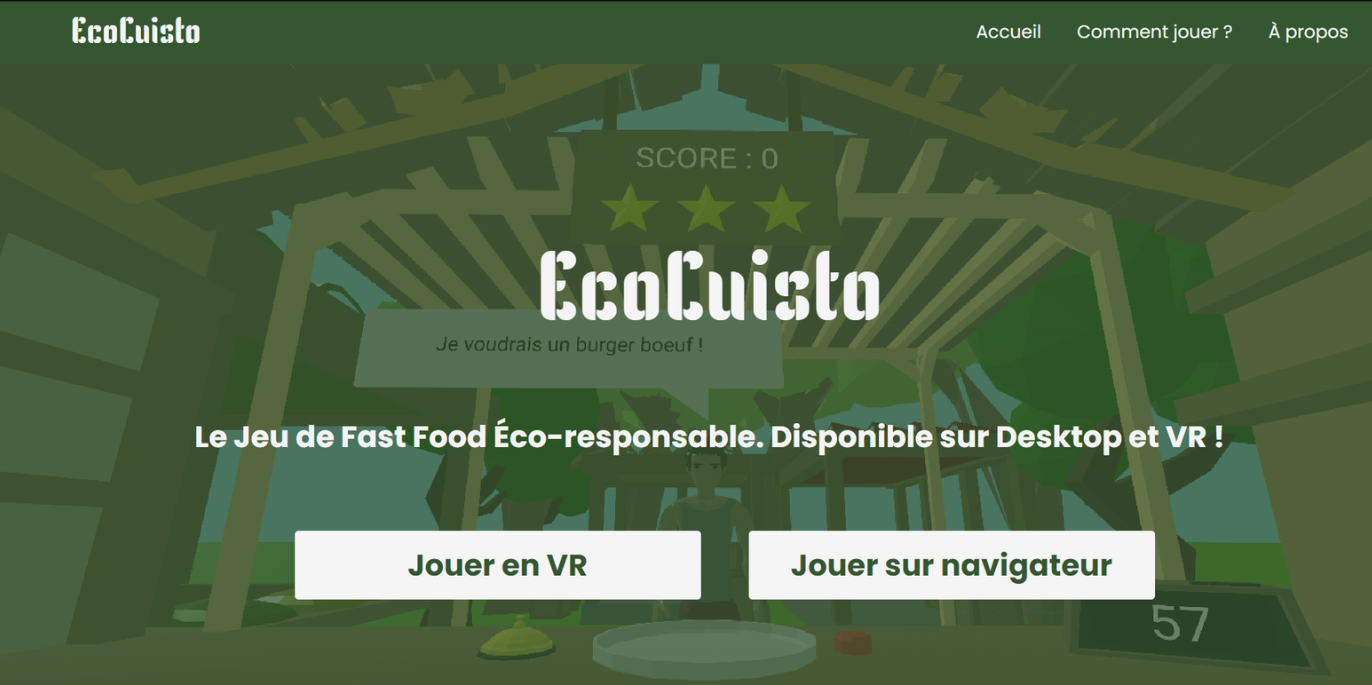 EcoCuisto
Accueil Comment jouer ? À propos
SCORE : 0
EcoCuisto
Je voudrais un burger boeuf !
Le Jeu de Fast Food Éco-responsable. Disponible sur Desktop et VR !
Jouer en VR
Jouer sur navigateur
57